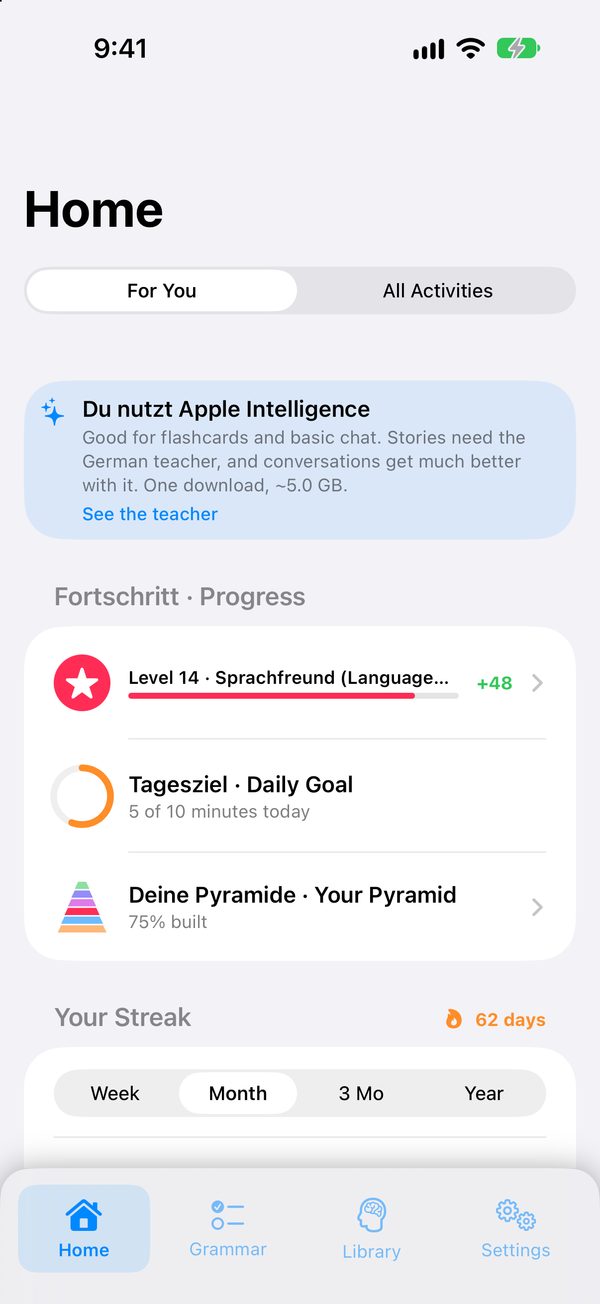 9:41
Home
For You
All Activities
Du nutzt Apple Intelligence
Good for flashcards and basic chat. Stories need the
German teacher, and conversations get much better
with it. One download, ~5.0 GB.
See the teacher
Fortschritt · Progress
Level 14 · Sprachfreund (Language...
+48
Tagesziel · Daily Goal
5 of 10 minutes today
Deine Pyramide · Your Pyramid
75% built
Your Streak
62 days
Week
Month
3 Mo
Year
Home
Grammar
Library
Settings